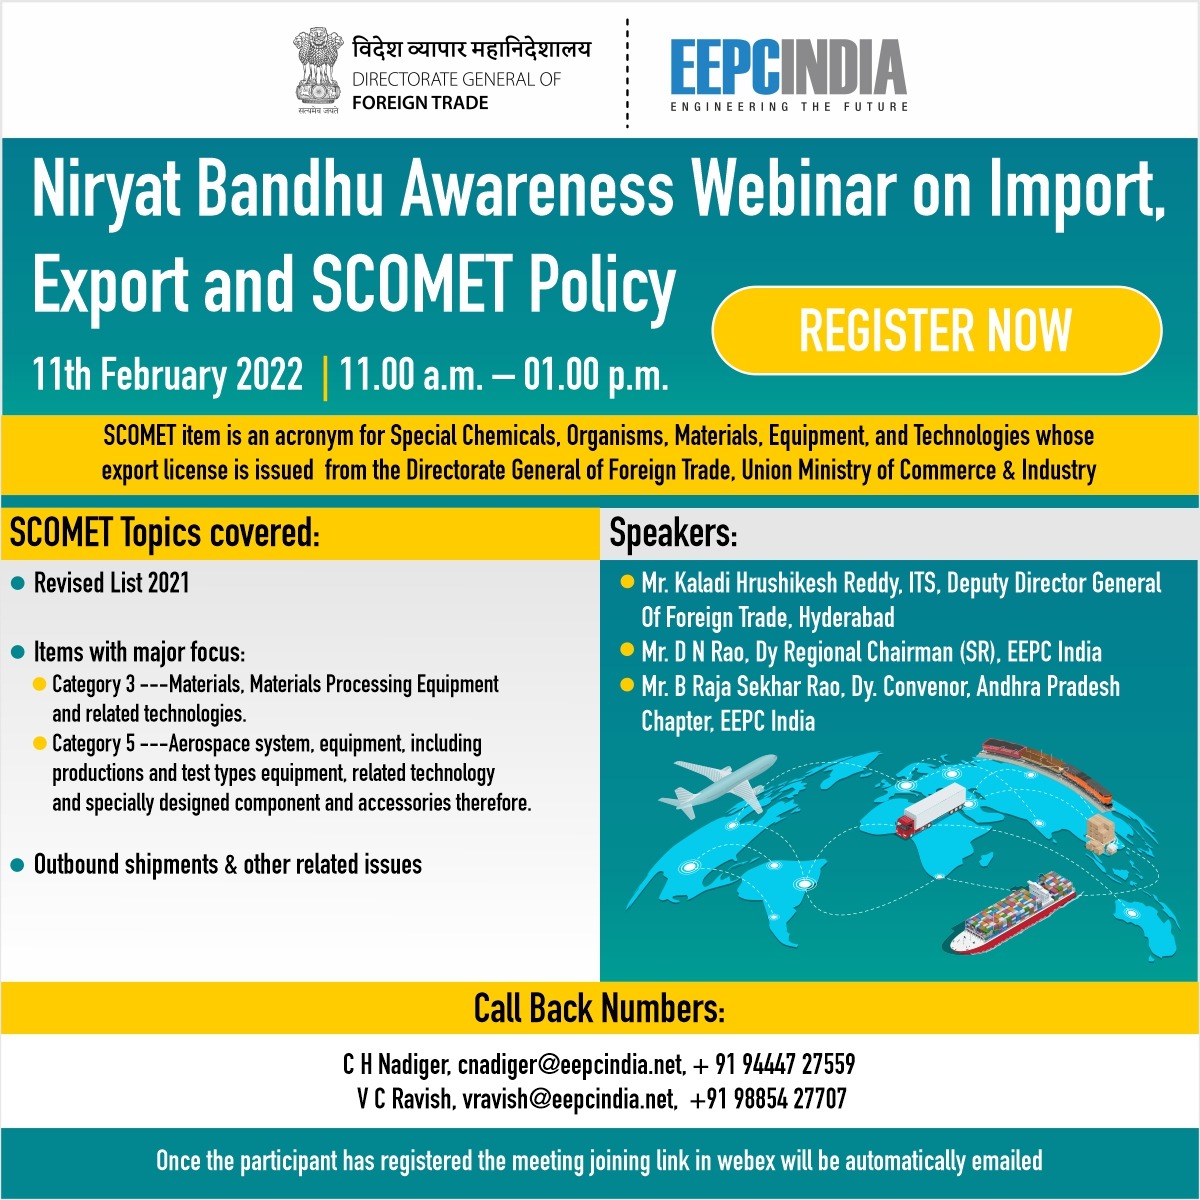 विदेश व्यापार महानिदेशालय
DIRECTORATE GENERAL OF
FOREIGN TRADE
सत्यमेव जयते
EEPCINDIA
ENGINEERING THE FUTURE
Niryat Bandhu Awareness Webinar on Import,
Export and SCOMET Policy
11th February 2022 | 11.00 a.m. – 01.00 p.m.
REGISTER NOW
SCOMET item is an acronym for Special Chemicals, Organisms, Materials, Equipment, and Technologies whose
export license is issued from the Directorate General of Foreign Trade, Union Ministry of Commerce & Industry
SCOMET Topics covered:
Revised List 2021
Items with major focus:
Category 3 ---Materials, Materials Processing Equipment
and related technologies.
Category 5 ---Aerospace system, equipment, including
productions and test types equipment, related technology
and specially designed component and accessories therefore.
Outbound shipments & other related issues
Speakers:
Mr. Kaladi Hrushikesh Reddy, ITS, Deputy Director General
Of Foreign Trade, Hyderabad
Mr. D N Rao, Dy Regional Chairman (SR), EEPC India
Mr. B Raja Sekhar Rao, Dy. Convenor, Andhra Pradesh
Chapter, EEPC India
Call Back Numbers:
C H Nadiger, cnadiger@eepcindia.net, + 91 94447 27559
V C Ravish, vravish@eepcindia.net, +91 98854 27707
Once the participant has registered the meeting joining link in webex will be automatically emailed